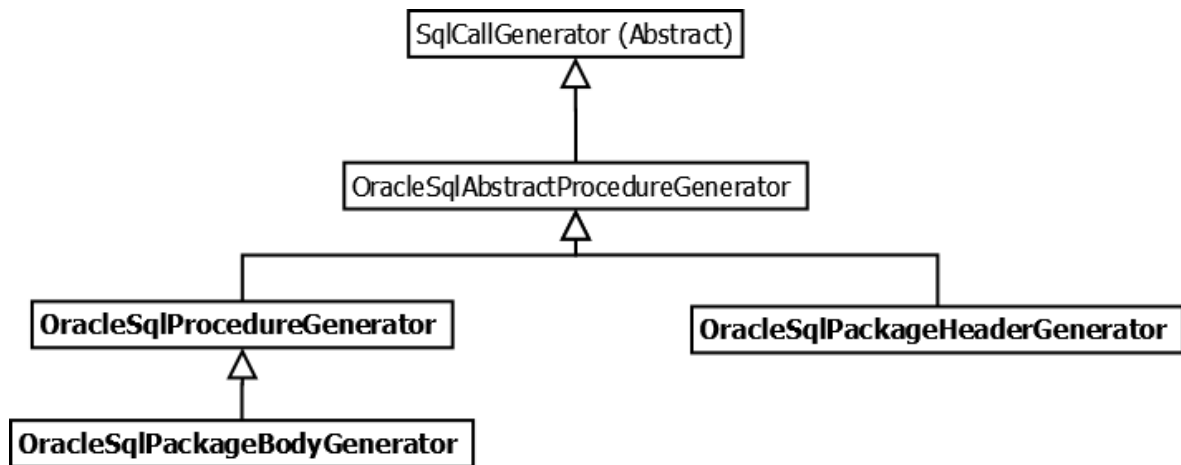 SqlCallGenerator (Abstract)
OracleSqlAbstractProcedureGenerator
OracleSqlProcedureGenerator
OracleSqlPackageHeaderGenerator
OracleSqlPackageBodyGenerator